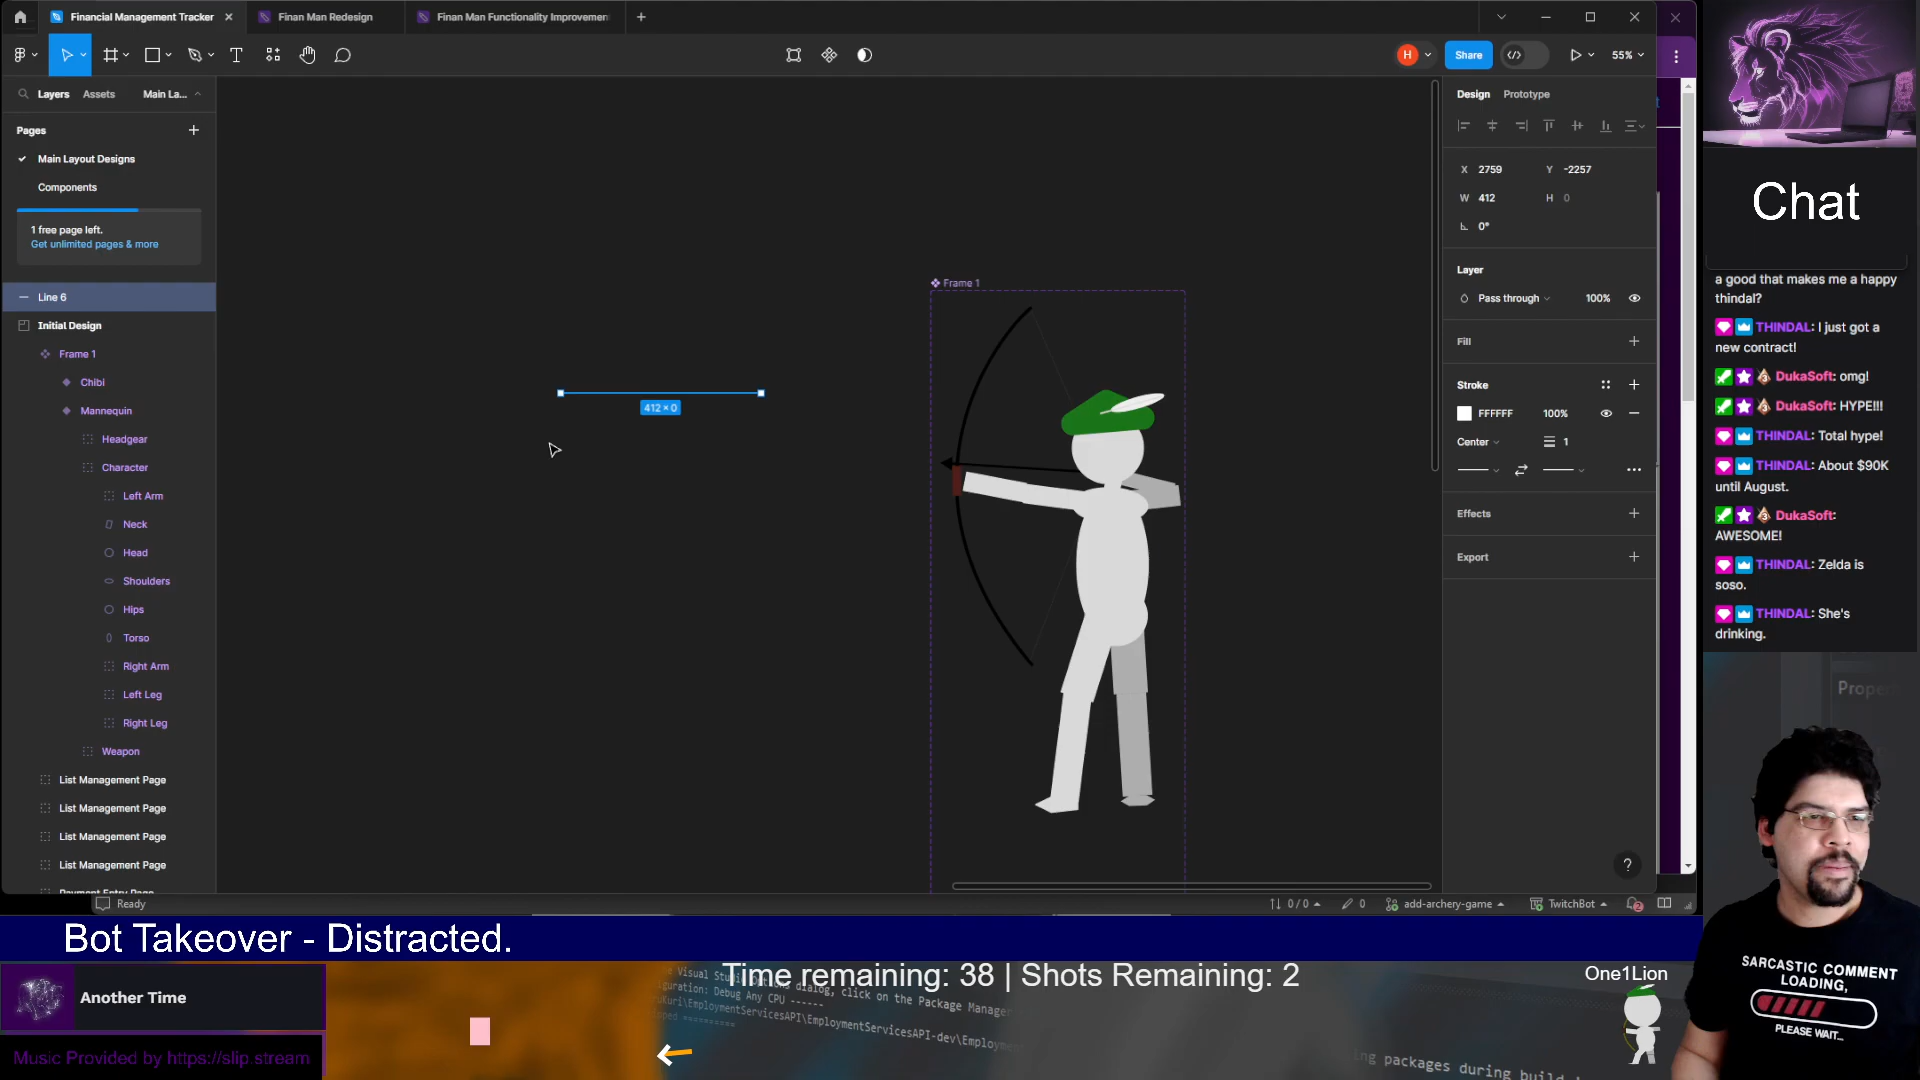 Financial Management Tracker
Finan Man Redesign
Finan Man Functionality Improvemen
Share
55%
H
Layers
Assets
Main La...
Design
Prototype
Pages
Main Layout Designs
Components
1 free page left.
Get unlimited pages & more
Line 6
Initial Design
Frame 1
Chibi
Mannequin
Headgear
Character
Left Arm
Neck
Head
Shoulders
Hips
Torso
Right Arm
Left Leg
Right Leg
Weapon
List Management Page
List Management Page
List Management Page
List Management Page
Payment Entry Page
412 × 0
Frame 1
X 2759
Y -2257
W 412
H 0
0°
Layer
Pass through
100%
Fill
Stroke
FFFFFF
100%
Center
1
Effects
Export
?
Ready
0 / 0
0
add-archery-game
TwitchBot
2
Chat
a good that makes me a happy
thindal?
THINDAL: I just got a
new contract!
DukaSoft: omg!
DukaSoft: HYPE!!!
THINDAL: Total hype!
THINDAL: About $90K
until August.
DukaSoft:
AWESOME!
THINDAL: Zelda is
soso.
THINDAL: She's
drinking.
Bot Takeover - Distracted.
Another Time
Music Provided by https://slip.stream
Time remaining: 38 | Shots Remaining: 2
One1Lion
SARCASTIC COMMENT
LOADING,
PLEASE WAIT...